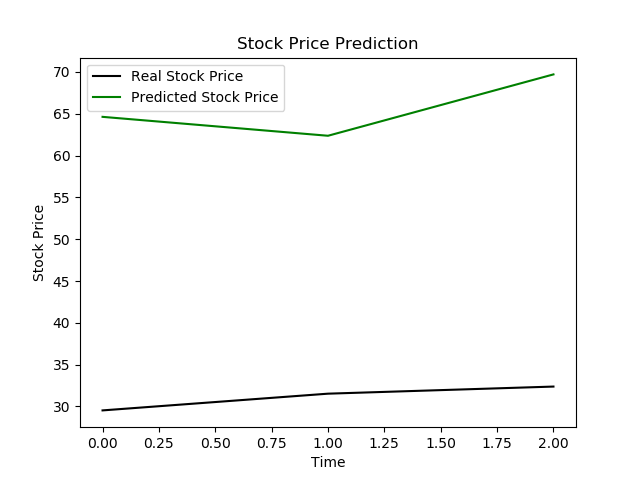 Stock Price Prediction
Real Stock Price
Predicted Stock Price
Stock Price
70
65
60
55
50
45
40
35
30
0.00 0.25 0.50 0.75 1.00 1.25 1.50 1.75 2.00
Time